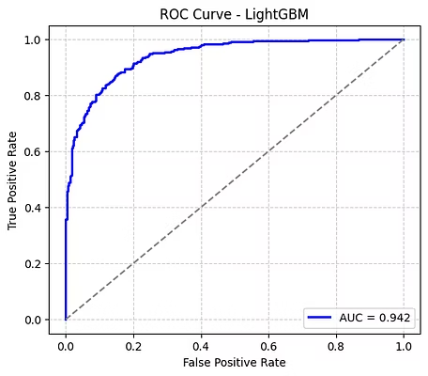 ROC Curve - LightGBM
True Positive Rate
1.0
0.8
0.6
0.4
0.2
0.0
AUC = 0.942
0.0 0.2 0.4 0.6 0.8 1.0
False Positive Rate